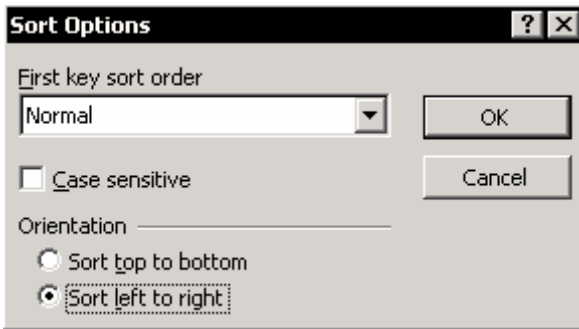 Sort Options
First key sort order
Normal
OK
Case sensitive
Cancel
Orientation
Sort top to bottom
Sort left to right